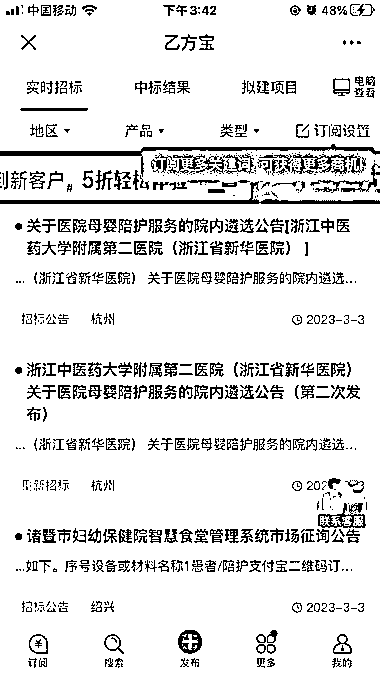 中国移动
下午3:42
48%
乙方宝
实时招标
中标结果
拟建项目
电脑
查看
地区
产品
类型
订阅设置
订阅更多关键词,可获得更多商机
到新客户。5折轻松
关于医院母婴陪护服务的院内遴选公告[浙江中医
药大学附属第二医院（浙江省新华医院） ]
...（浙江省新华医院） 关于医院母婴陪护服务的院内遴选...
招标公告 杭州
2023-3-3
浙江中医药大学附属第二医院（浙江省新华医院）
关于医院母婴陪护服务的院内遴选公告（第二次发
布）
...（浙江省新华医院） 关于医院母婴陪护服务的院内遴选...
重新招标 杭州
联系客服
诸暨市妇幼保健院智慧食堂管理系统市场征询公告
...如下。序号设备或材料名称1患者/陪护支付宝二维码订...
招标公告 绍兴
2023-3-3
订阅
搜索
发布
更多
我的